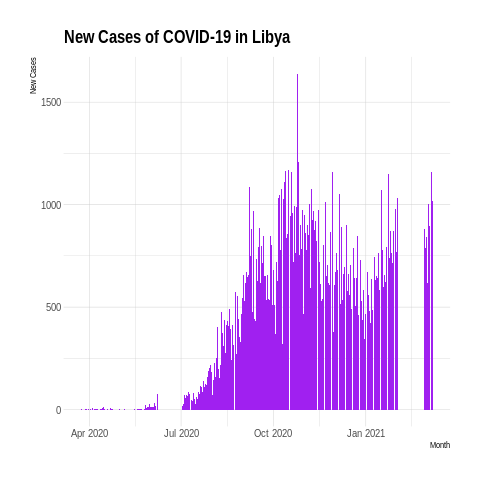 New Cases of COVID-19 in Libya
New Cases
1500
1000
500
0
Apr 2020
Jul 2020
Oct 2020
Jan 2021
Month